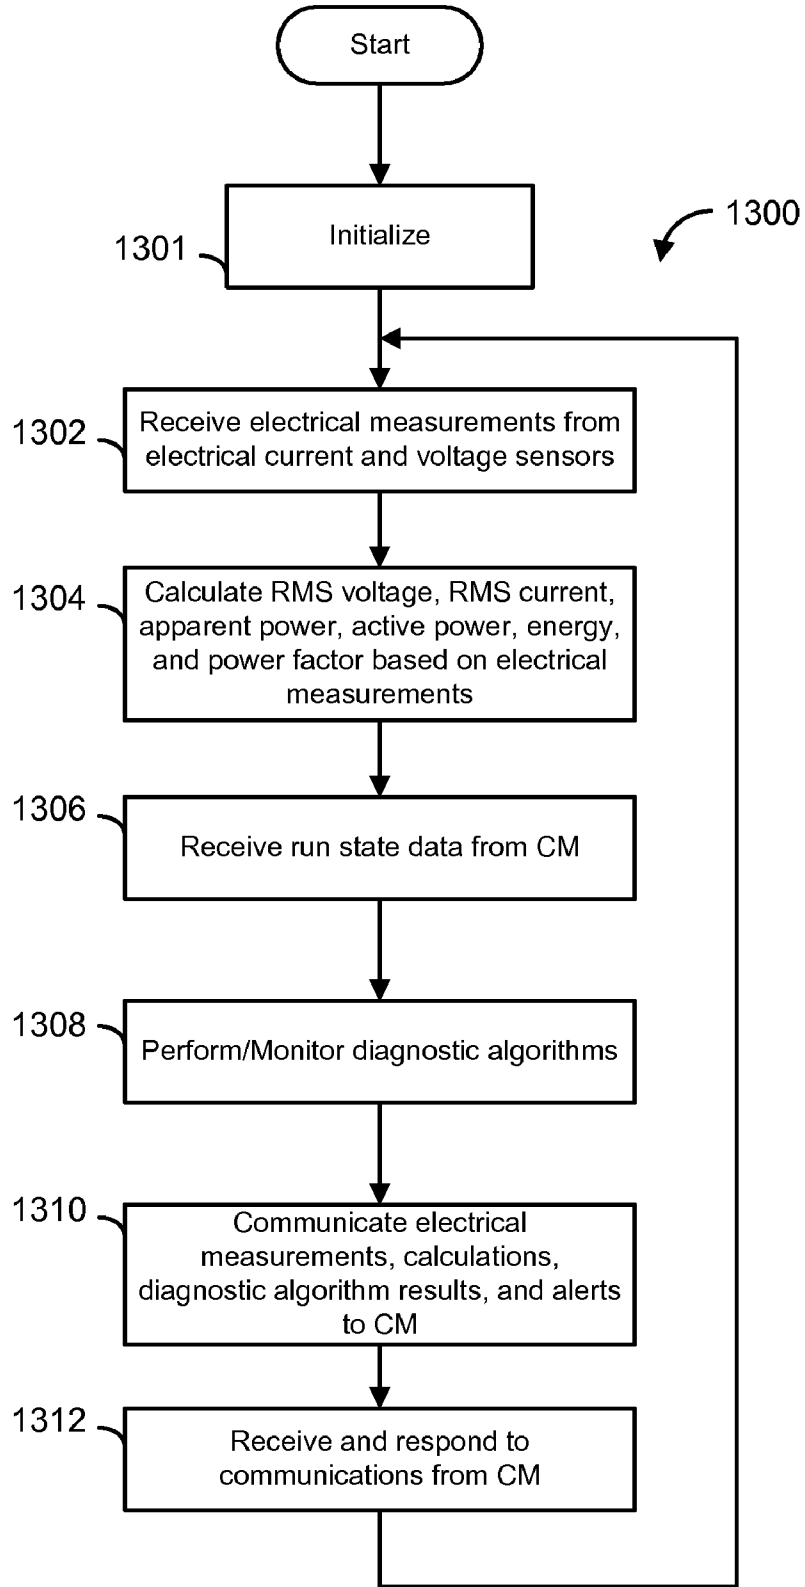 Start
1300
Initialize
1301
1302
Receive electrical measurements from
electrical current and voltage sensors
1304
Calculate RMS voltage, RMS current,
apparent power, active power, energy,
and power factor based on electrical
measurements
1306
Receive run state data from CM
1308
Perform/Monitor diagnostic algorithms
1310
Communicate electrical
measurements, calculations,
diagnostic algorithm results, and alerts
to CM
1312
Receive and respond to
communications from CM